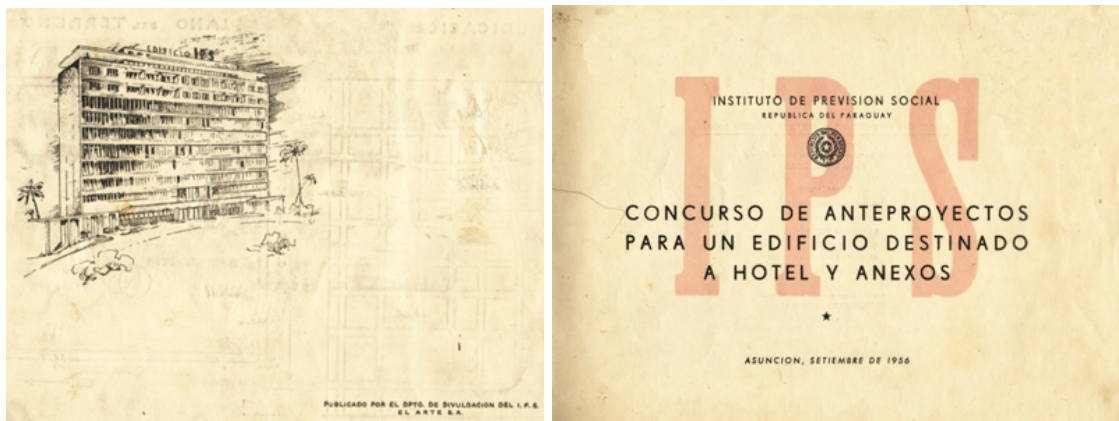 EDIFICIO IPS
PUBLICADO POR EL DPTO. DE DIVULGACION DEL I. P. S.
EL ARTE S.A.
IPS
INSTITUTO DE PREVISION SOCIAL
REPUBLICA DEL PARAGUAY
CONCURSO DE ANTEPROYECTOS
PARA UN EDIFICIO DESTINADO
A HOTEL Y ANEXOS
ASUNCION, SETIEMBRE DE 1956